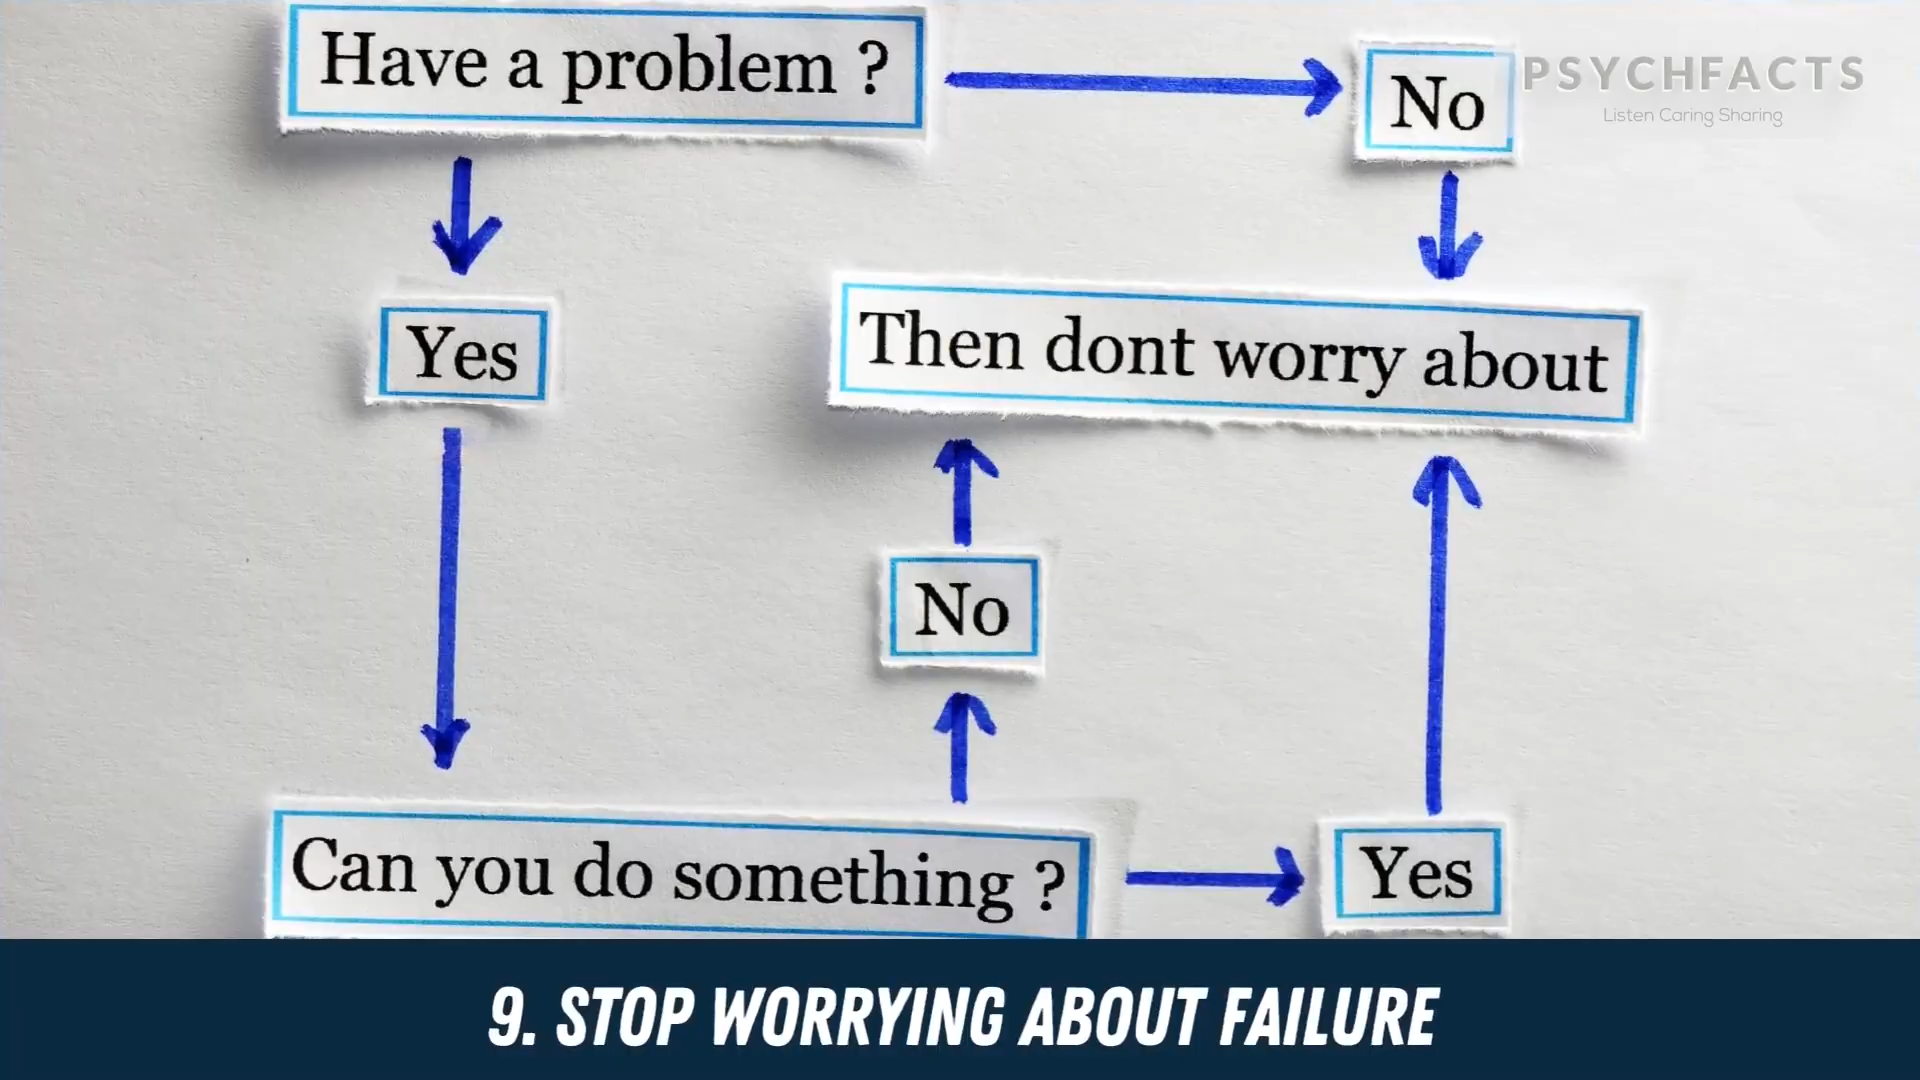 Have a problem ?
No
PSYCHFACTS
Listen Caring Sharing
Yes
Then dont worry about
No
Can you do something ?
Yes
9. STOP WORRYING ABOUT FAILURE